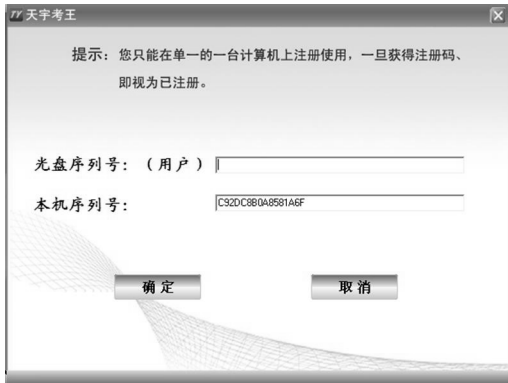 TY 天宇考王
提示：您只能在单一的一台计算机上注册使用，一旦获得注册码、
即视为已注册。
光盘序列号：（用户）
本机序列号：
C92DC8B0A8581A6F
确定
取消